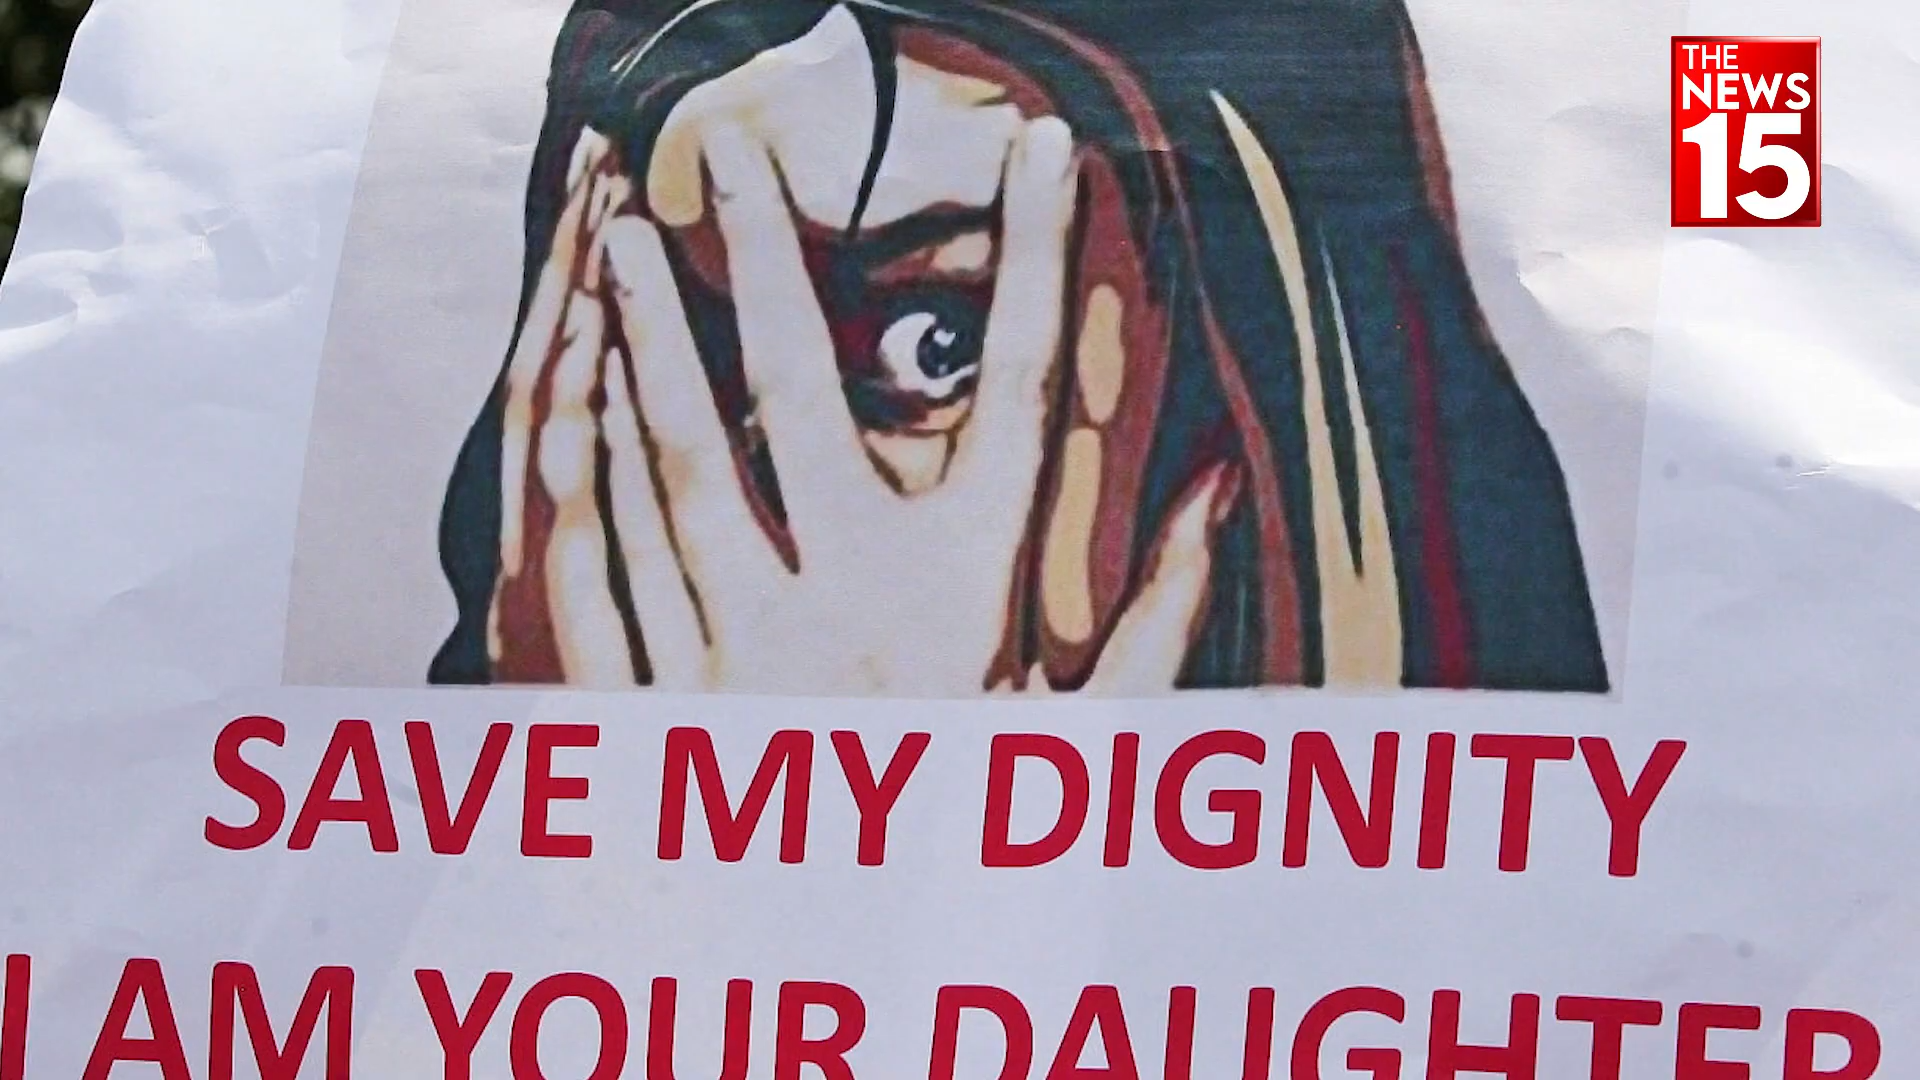 THE
NEWS
15
SAVE MY DIGNITY
I AM YOUR DAUGHTER